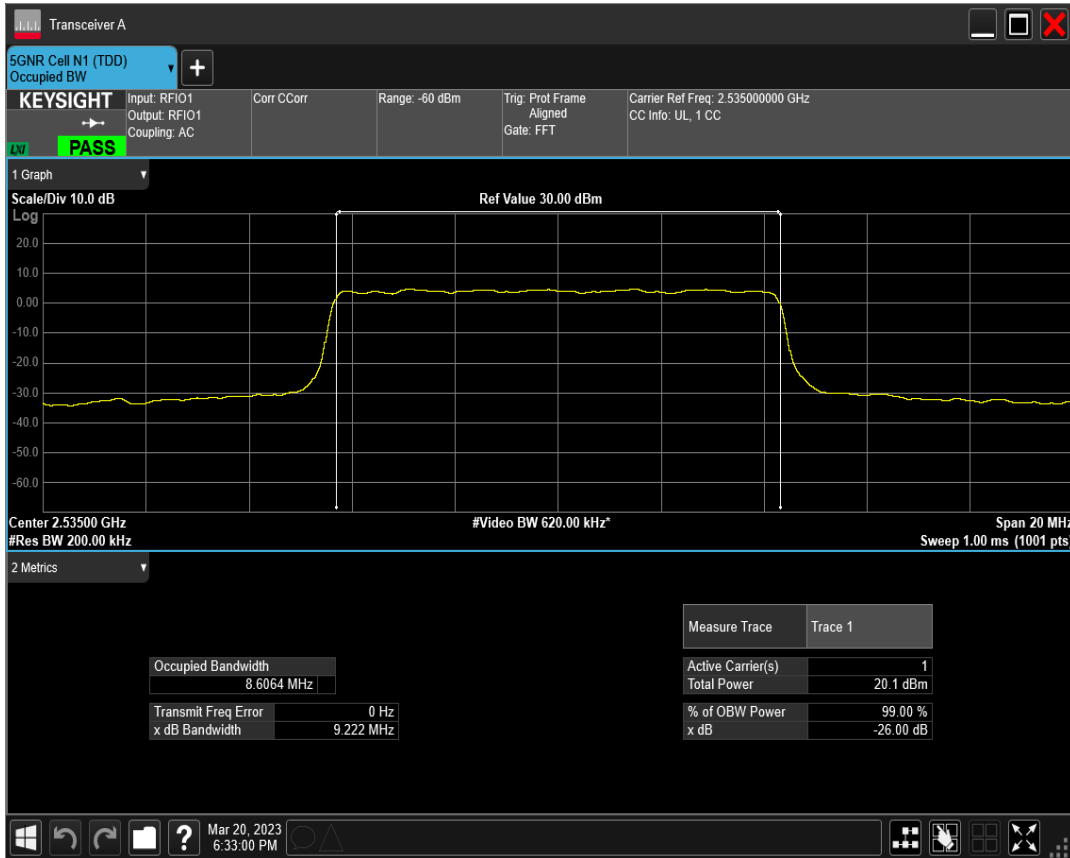 Transceiver A
5GNR Cell N1 (TDD)
Occupied BW
+
KEYSIGHT
LXI
PASS
Input: RFIO1
Output: RFIO1
Coupling: AC
Corr CCorr
Range: -60 dBm
Trig: Prot Frame
Aligned
Gate: FFT
Carrier Ref Freq: 2.535000000 GHz
CC Info: UL, 1 CC
1 Graph
Scale/Div 10.0 dB
Ref Value 30.00 dBm
Log
20.0
10.0
0.00
-10.0
-20.0
-30.0
-40.0
-50.0
-60.0
Center 2.53500 GHz
#Video BW 620.00 kHz*
Span 20 MHz
#Res BW 200.00 kHz
Sweep 1.00 ms (1001 pts)
2 Metrics
Measure Trace Trace 1
Occupied Bandwidth
8.6064 MHz
Active Carrier(s) 1
Total Power 20.1 dBm
Transmit Freq Error 0 Hz
x dB Bandwidth 9.222 MHz
% of OBW Power 99.00 %
x dB -26.00 dB
?
Mar 20, 2023
6:33:00 PM